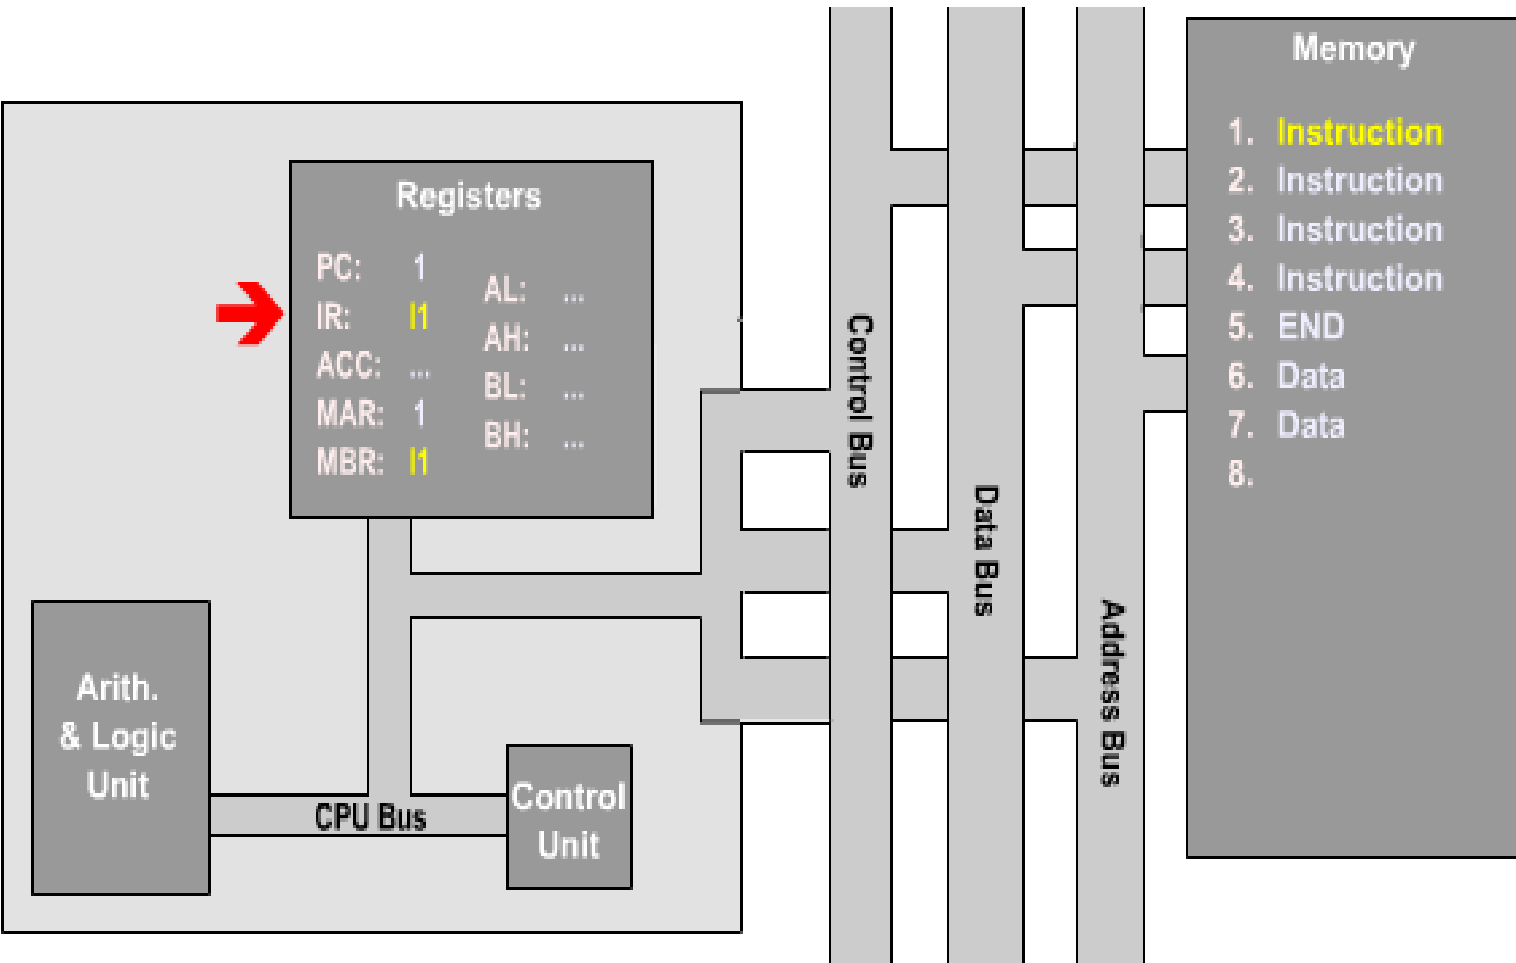 Memory
1. Instruction
2. Instruction
3. Instruction
4. Instruction
5. END
6. Data
7. Data
8.
Registers
PC: 1
IR: I1
ACC: ...
MAR: 1
MBR: I1
AL: ...
AH: ...
BL: ...
BH: ...
Control Bus
Data Bus
Address Bus
Arith.
& Logic
Unit
CPU Bus
Control
Unit